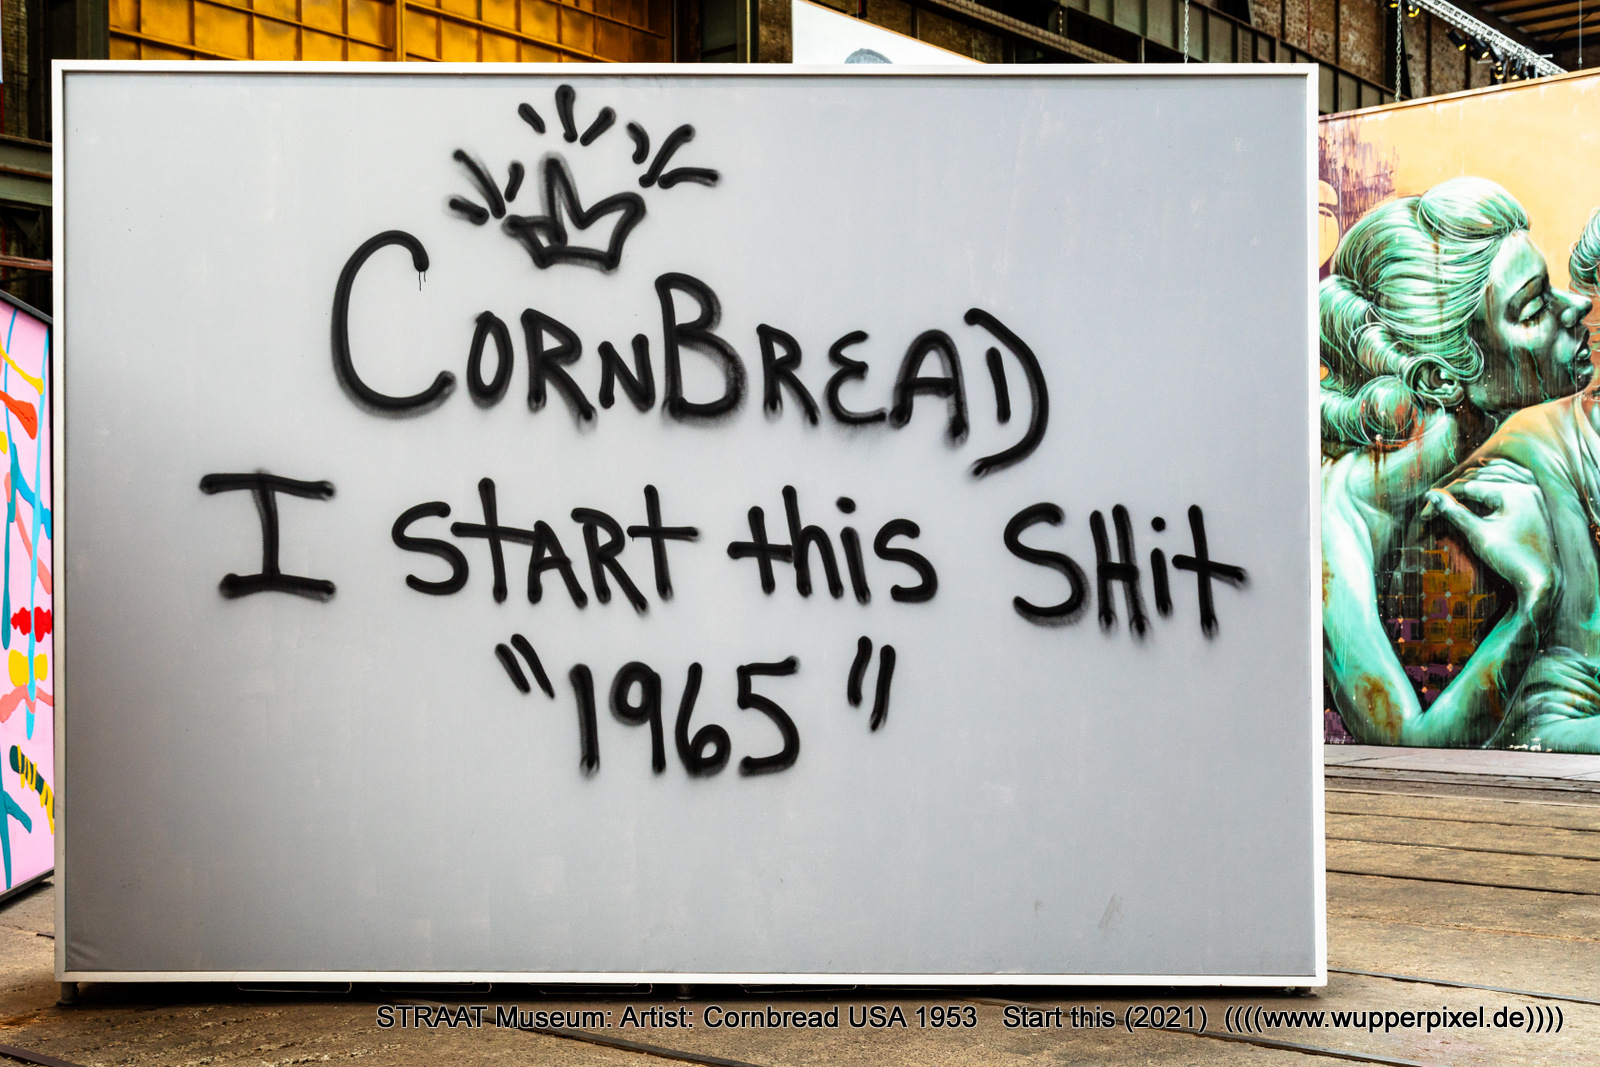 CornBREAD
I START this SHit
"1965"
STRAAT Museum: Artist: Cornbread USA 1953 Start this (2021) ((((www.wupperpixel.de))))